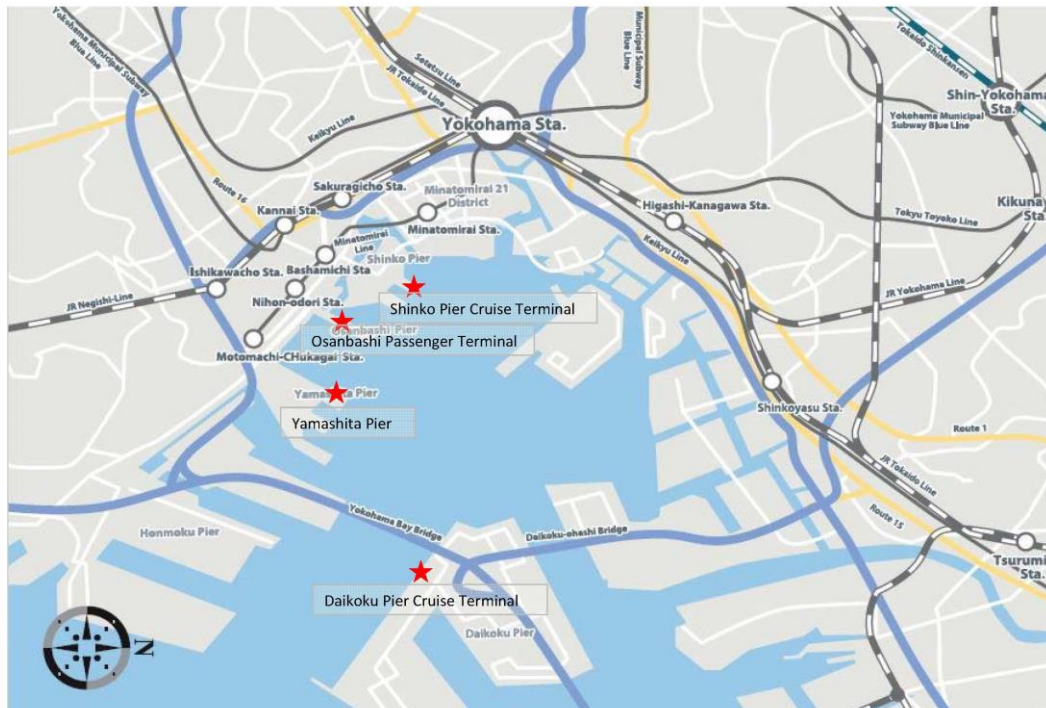 Yokohama Municipal Subway
Blue Line
Sotetsu Line
JR Tokaido Line
Keikyu Line
Municipal Subway
Blue Line
Tokaido Shinkansen
Shin-Yokohama
Sta.
Yokohama Municipal
Subway Blue Line
Yokohama Sta.
Route 16
Sakuragicho Sta.
Minatomirai 21
District
Kannai Sta.
Minatomirai Sta.
Higashi-Kanagawa Sta.
Kikuna
Sta.
Tokyu Toyoko Line
Minatomirai
Line
Shinko Pier
Keikyu Line
Ishikawacho Sta.
Bashamichi Sta
JR Negishi-Line
Nihon-odori Sta.
JR Yokohama Line
Shinko Pier Cruise Terminal
Osanbashi Pier
Osanbashi Passenger Terminal
Motomachi-CHukagai Sta.
Yamashita Pier
Yamashita Pier
Shinkoyasu Sta.
Route 1
JR Tokaido Line
Route 15
Yokohama Bay Bridge
Daikoku-ohashi Bridge
Honmoku Pier
Tsurumi
Sta.
Daikoku Pier Cruise Terminal
Daikoku Pier
N